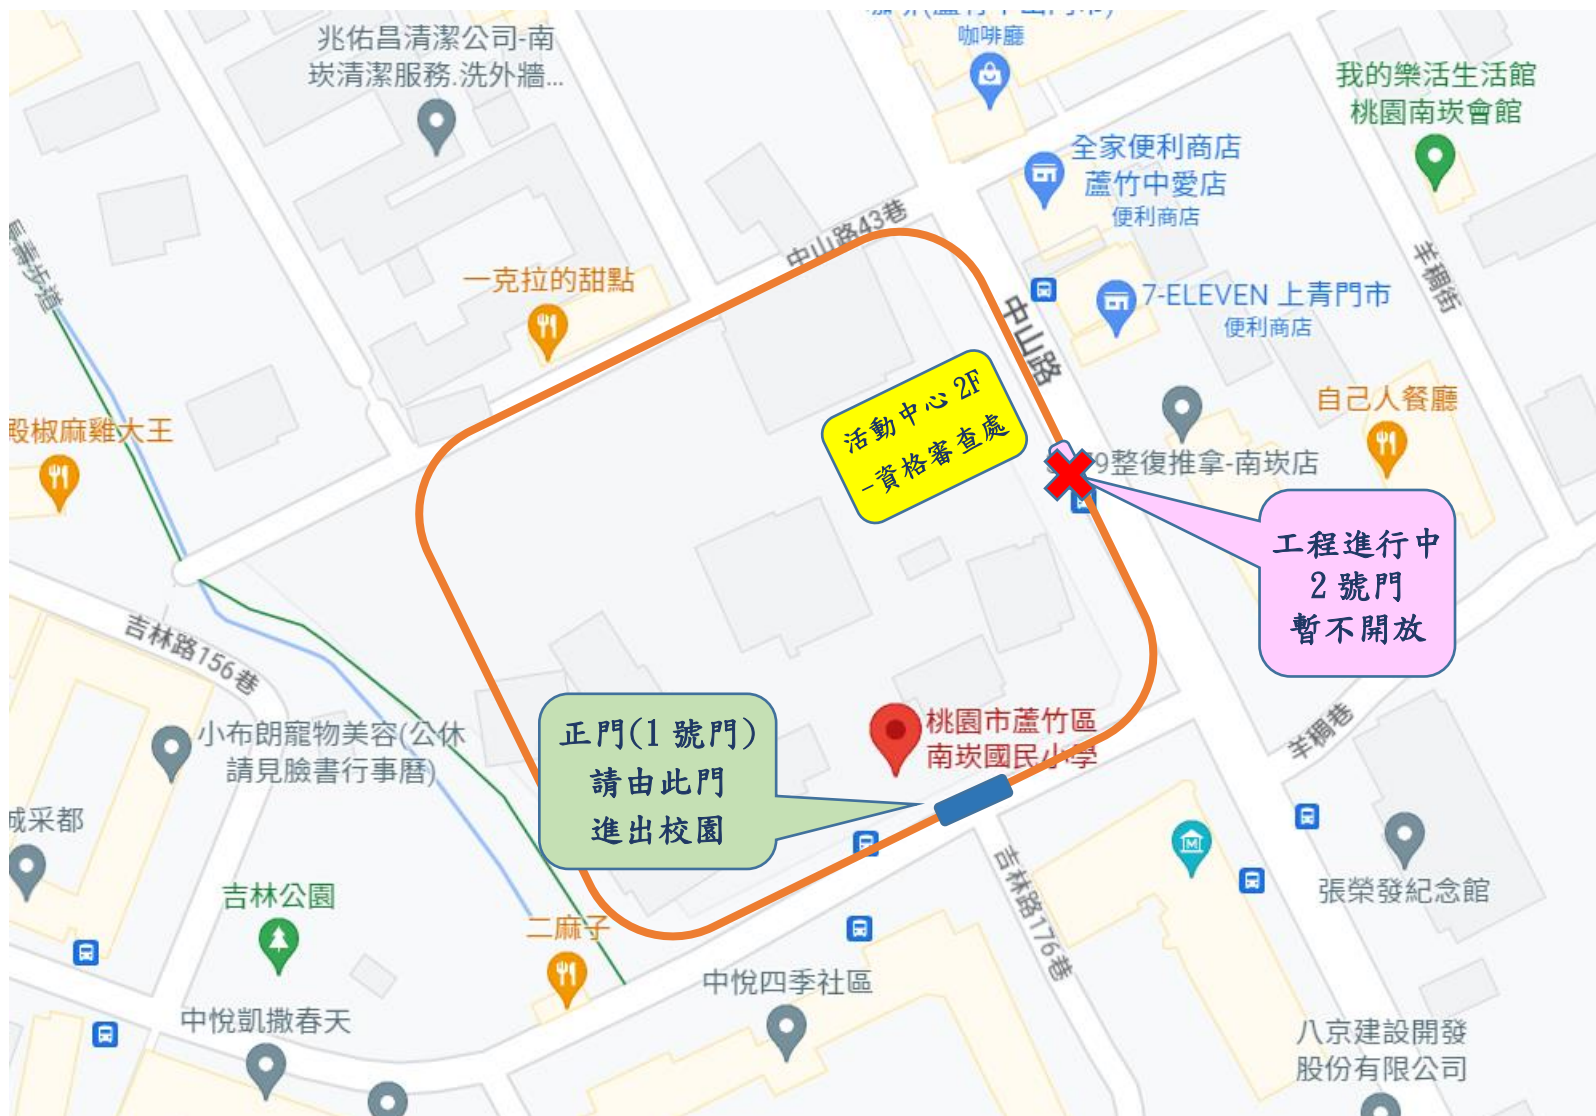 兆佑昌清潔公司-南
崁清潔服務.洗外牆...
咖啡廳
我的樂活生活館
桃園南崁會館
全家便利商店
蘆竹中愛店
便利商店
中山路43巷
羊稠街
長壽步道
一克拉的甜點
7-ELEVEN 上青門市
便利商店
中山路
活動中心 2F
-資格審查處
自己人餐廳
椒麻雞大王
整復推拿-南崁店
工程進行中
2 號門
暫不開放
吉林路156巷
正門(1 號門)
請由此門
進出校園
桃園市蘆竹區
南崁國民小學
小布朗寵物美容(公休
請見臉書行事曆)
羊稠巷
采都
吉林公園
二麻子
吉林路176巷
張榮發紀念館
中悅四季社區
中悅凱撒春天
八京建設開發
股份有限公司